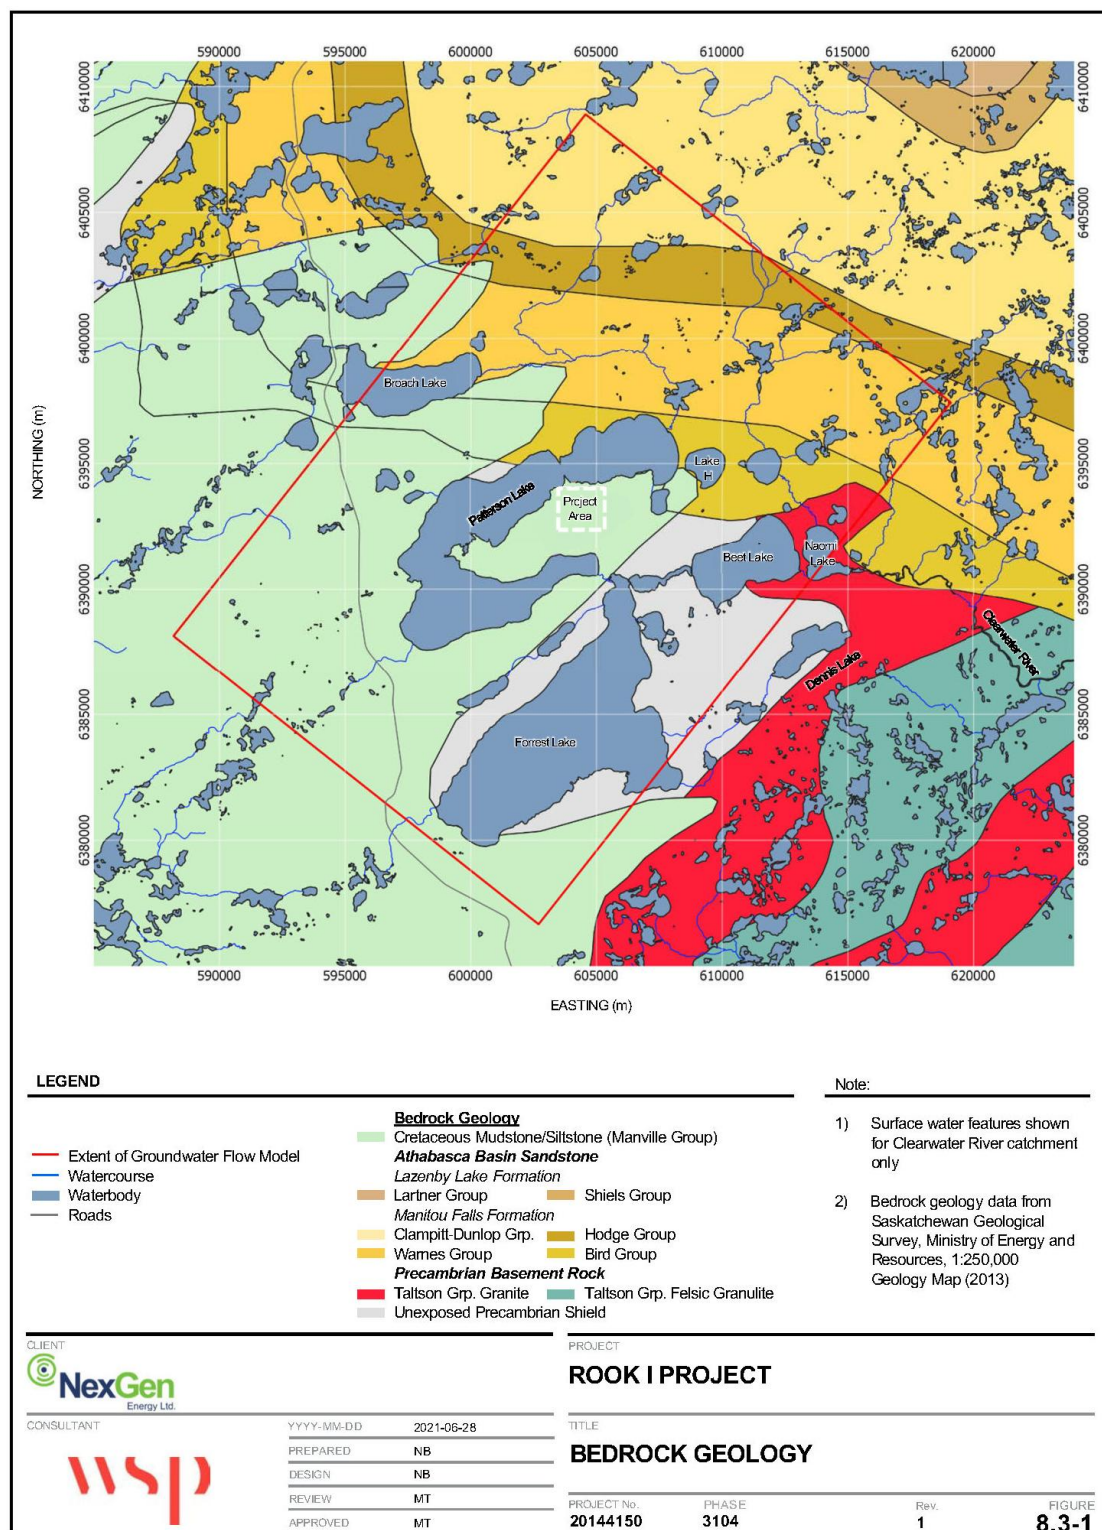 590000 595000 600000 605000 610000 615000 620000
6410000 6410000
6405000 6405000
6400000 6400000
Broach Lake
NORTHING (m)
6395000 6395000
Lake
H
Patterson Lake
Project
Area
Beet Lake
Naomi
Lake
6390000 6390000
Clearwater River
Dennis Lake
6385000 6385000
Forrest Lake
6380000 6380000
590000 595000 600000 605000 610000 615000 620000
EASTING (m)
LEGEND
Extent of Groundwater Flow Model
Watercourse
Waterbody
Roads
Bedrock Geology
Cretaceous Mudstone/Siltstone (Manville Group)
Athabasca Basin Sandstone
Lazenby Lake Formation
Lartner Group Shiels Group
Manitou Falls Formation
Clampitt-Dunlop Grp. Hodge Group
Warnes Group Bird Group
Precambrian Basement Rock
Taltson Grp. Granite Taltson Grp. Felsic Granulite
Unexposed Precambrian Shield
Note:
1) Surface water features shown
for Clearwater River catchment
only
2) Bedrock geology data from
Saskatchewan Geological
Survey, Ministry of Energy and
Resources, 1:250,000
Geology Map (2013)
CLIENT
NexGen
Energy Ltd.
CONSULTANT
wsp
YYYY-MM-DD 2021-06-28
PREPARED NB
DESIGN NB
REVIEW MT
APPROVED MT
PROJECT
ROOK I PROJECT
TITLE
BEDROCK GEOLOGY
PROJECT No. PHASE Rev. FIGURE
20144150 3104 1 8.3-1